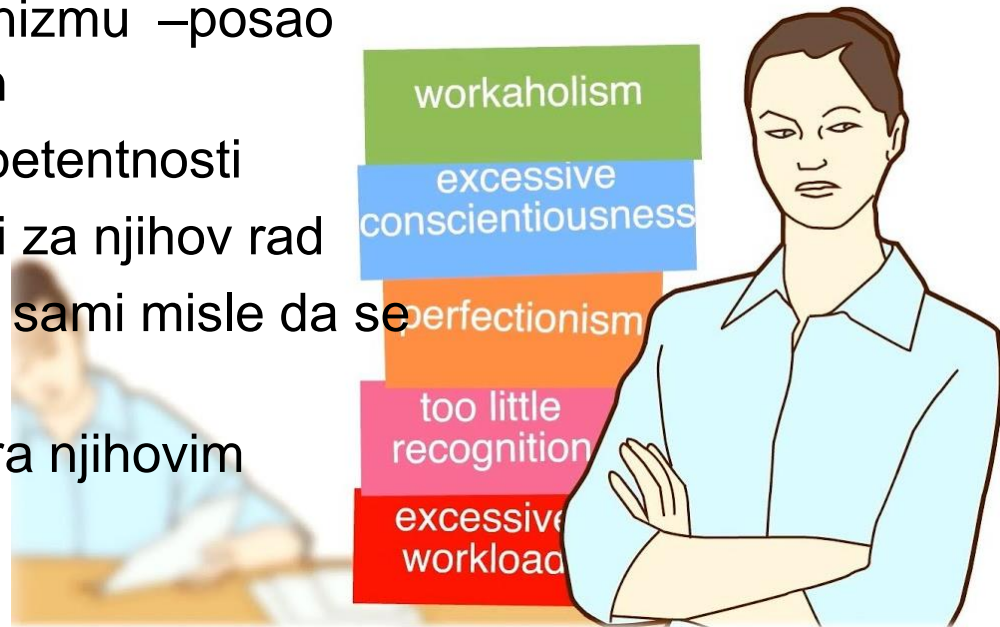 nizmu –posao
petentnosti
i za njihov rad
sami misle da se
ra njihovim
workaholism
excessive
conscientiousness
perfectionism
too little
recognition
excessive
workload